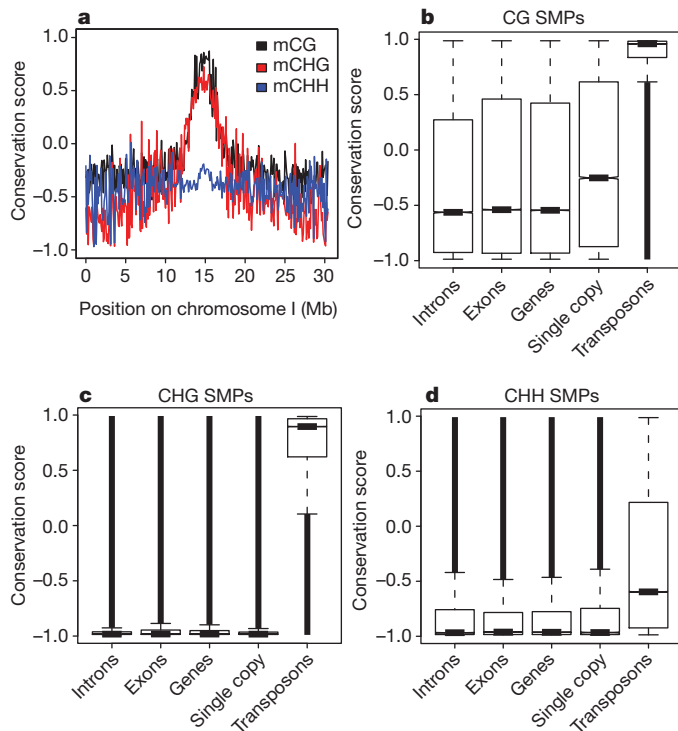 a
mCG
mCHG
mCHH
Conservation score
1.0
0.5
0.0
−0.5
−1.0
0 5 10 15 20 25 30
Position on chromosome I (Mb)
b CG SMPs
Conservation score
1.0
0.5
−0.0
−0.5
−1.0
Introns
Exons
Genes
Single copy
Transposons
c CHG SMPs
Conservation score
1.0
0.5
0.0
−0.5
−1.0
Introns
Exons
Genes
Single copy
Transposons
d CHH SMPs
Conservation score
1.0
0.5
0.0
−0.5
−1.0
Introns
Exons
Genes
Single copy
Transposons